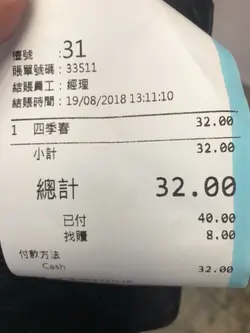 檯號 : 31
賬單號碼 : 33511
結賬員工 : 經理
結賬時間 : 19/08/2018 13:11:10
1 四季春 32.00
小計 32.00
總計 32.00
已付 40.00
找贖 8.00
付款方法
Cash 32.00